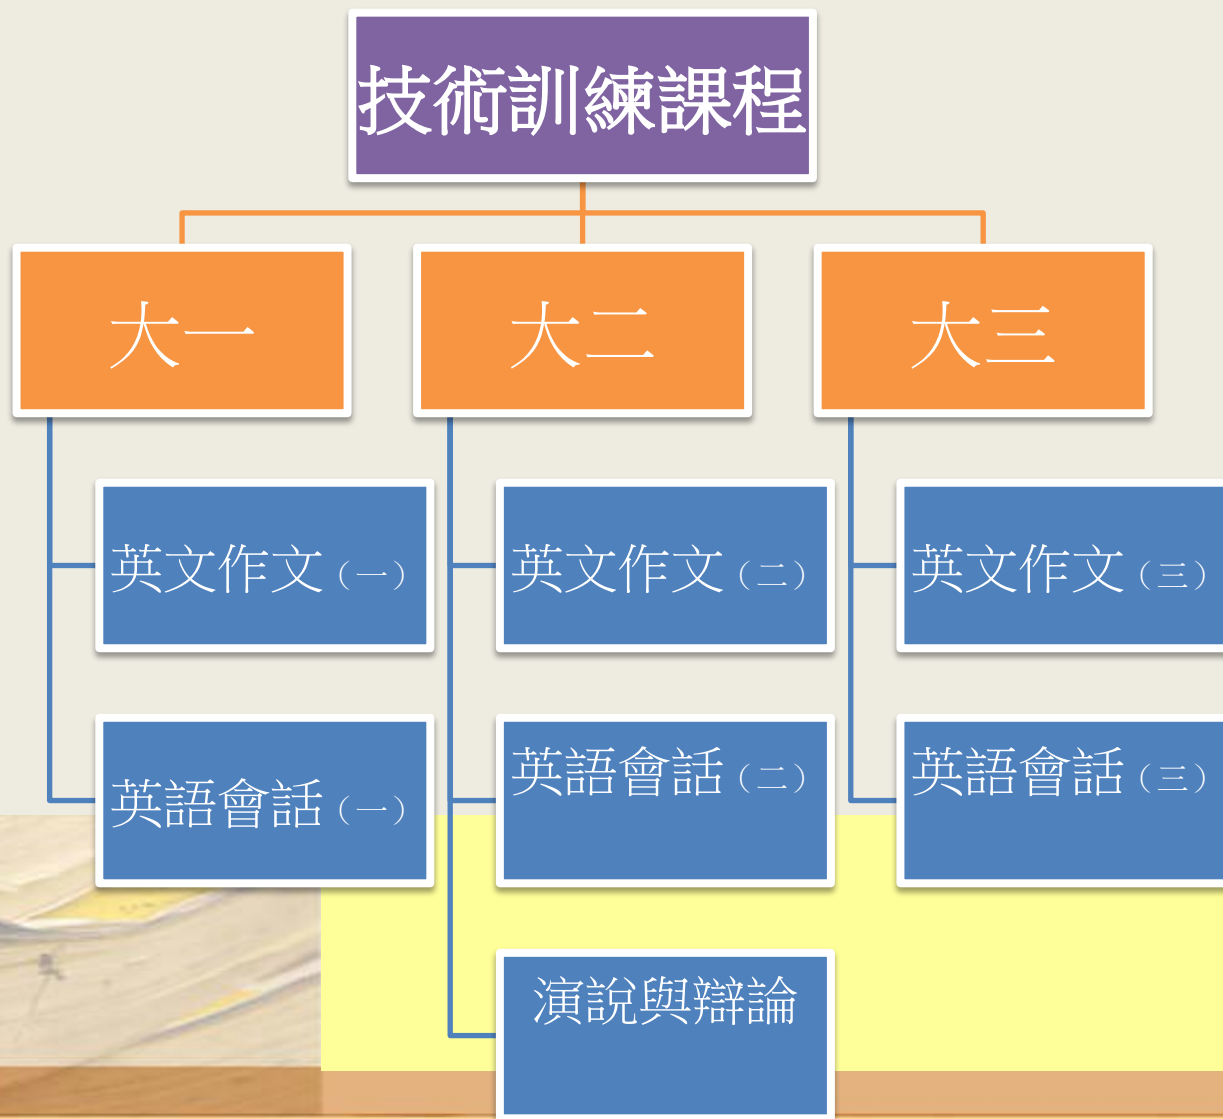 技術訓練課程
大一
大二
大三
英文作文（一）
英文作文（二）
英文作文（三）
英語會話（一）
英語會話（二）
英語會話（三）
演說與辯論